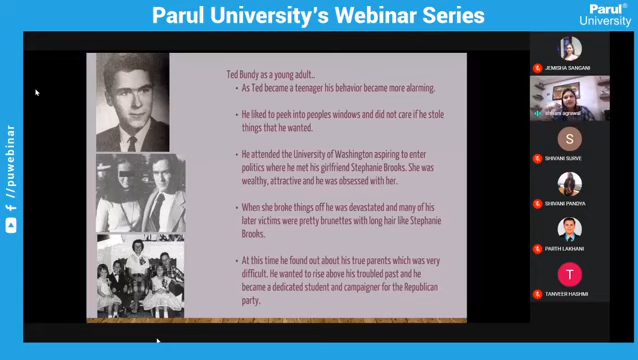 Parul University's Webinar Series
Parul®
University
Ted Bundy as a young adult..
• As Ted became a teenager his behavior became more alarming.
• He liked to peek into peoples windows and did not care if he stole
things that he wanted.
• He attended the University of Washington aspiring to enter
politics where he met his girlfriend Stephanie Brooks. She was
wealthy, attractive and he was obsessed with her.
• When she broke things off he was devastated and many of his
later victims were pretty brunettes with long hair like Stephanie
Brooks.
• At this time he found out about his true parents which was very
difficult. He wanted to rise above his troubled past and he
became a dedicated student and campaigner for the Republican
party.
JEMISHA SANGANI
agrawal
S
SHIVANI SURVE
SHIVANI PANDYA
PARTH LAKHANI
T
TANVEER HASHMI
/puwebinar